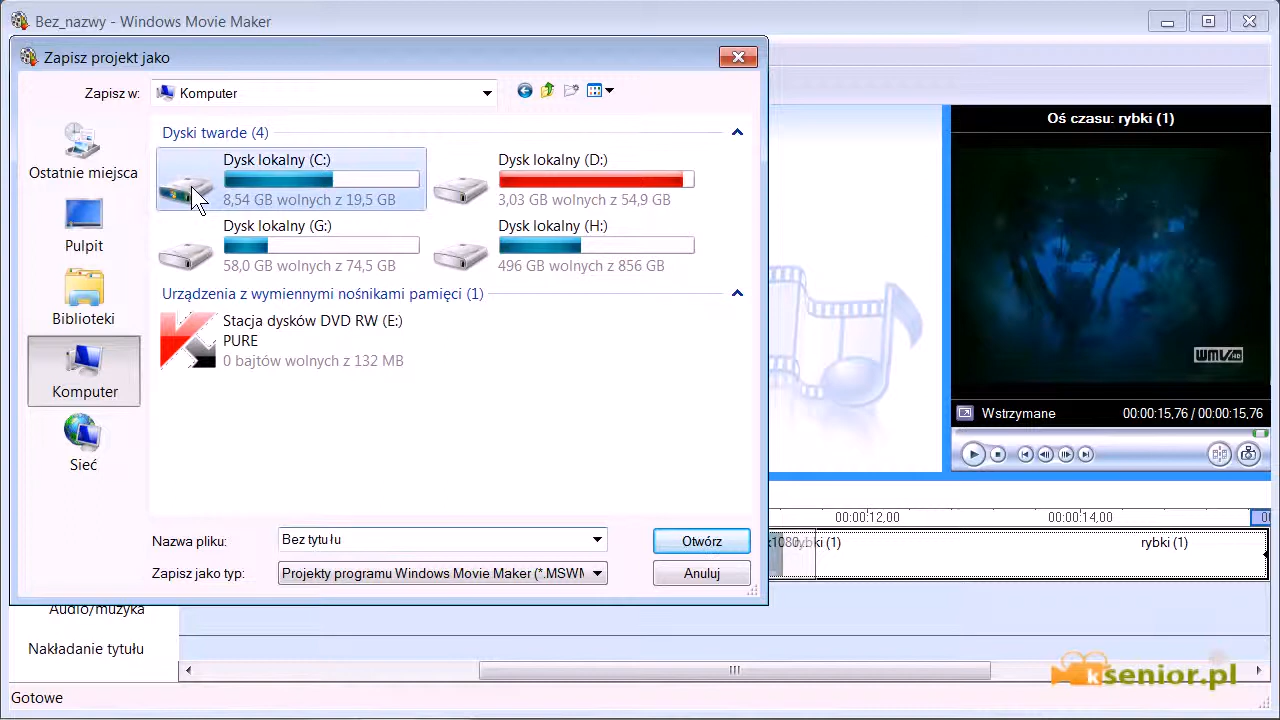 Bez_nazwy - Windows Movie Maker
Zapisz projekt jako
Zapisz w:
Komputer
Ostatnie miejsca
Pulpit
Biblioteki
Komputer
Sieć
Dyski twarde (4)
Dysk lokalny (C:)
8,54 GB wolnych z 19,5 GB
Dysk lokalny (D:)
3,03 GB wolnych z 54,9 GB
Dysk lokalny (G:)
58,0 GB wolnych z 74,5 GB
Dysk lokalny (H:)
496 GB wolnych z 856 GB
Urządzenia z wymiennymi nośnikami pamięci (1)
Stacja dysków DVD RW (E:)
PURE
0 bajtów wolnych z 132 MB
Nazwa pliku:
Bez tytułu
Otwórz
Zapisz jako typ:
Projekty programu Windows Movie Maker (*.MSWM
Anuluj
Oś czasu: rybki (1)
WMV HD
Wstrzymane
00:00:15,76 / 00:00:15,76
00:00:12,00
00:00:14,00
rybki (1)
rybki (1)
Audio/muzyka
Nakładanie tytułu
Gotowe
ksenior.pl